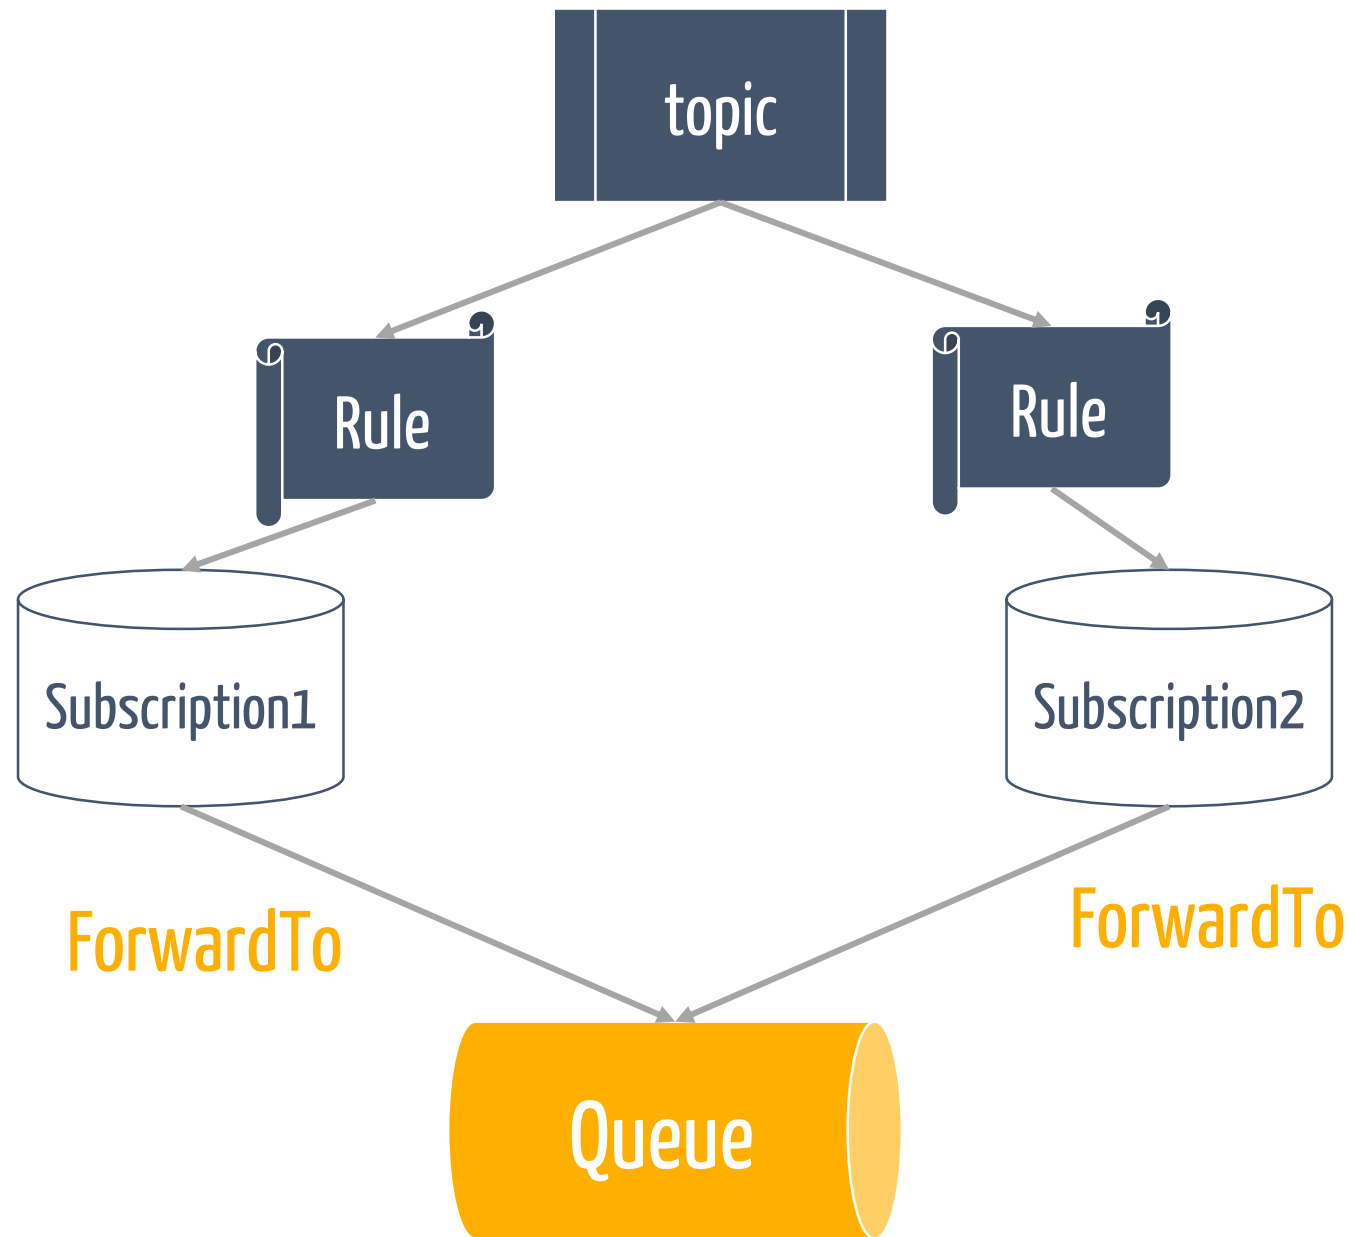 topic
Rule
Rule
Subscription1
Subscription2
ForwardTo
ForwardTo
Queue